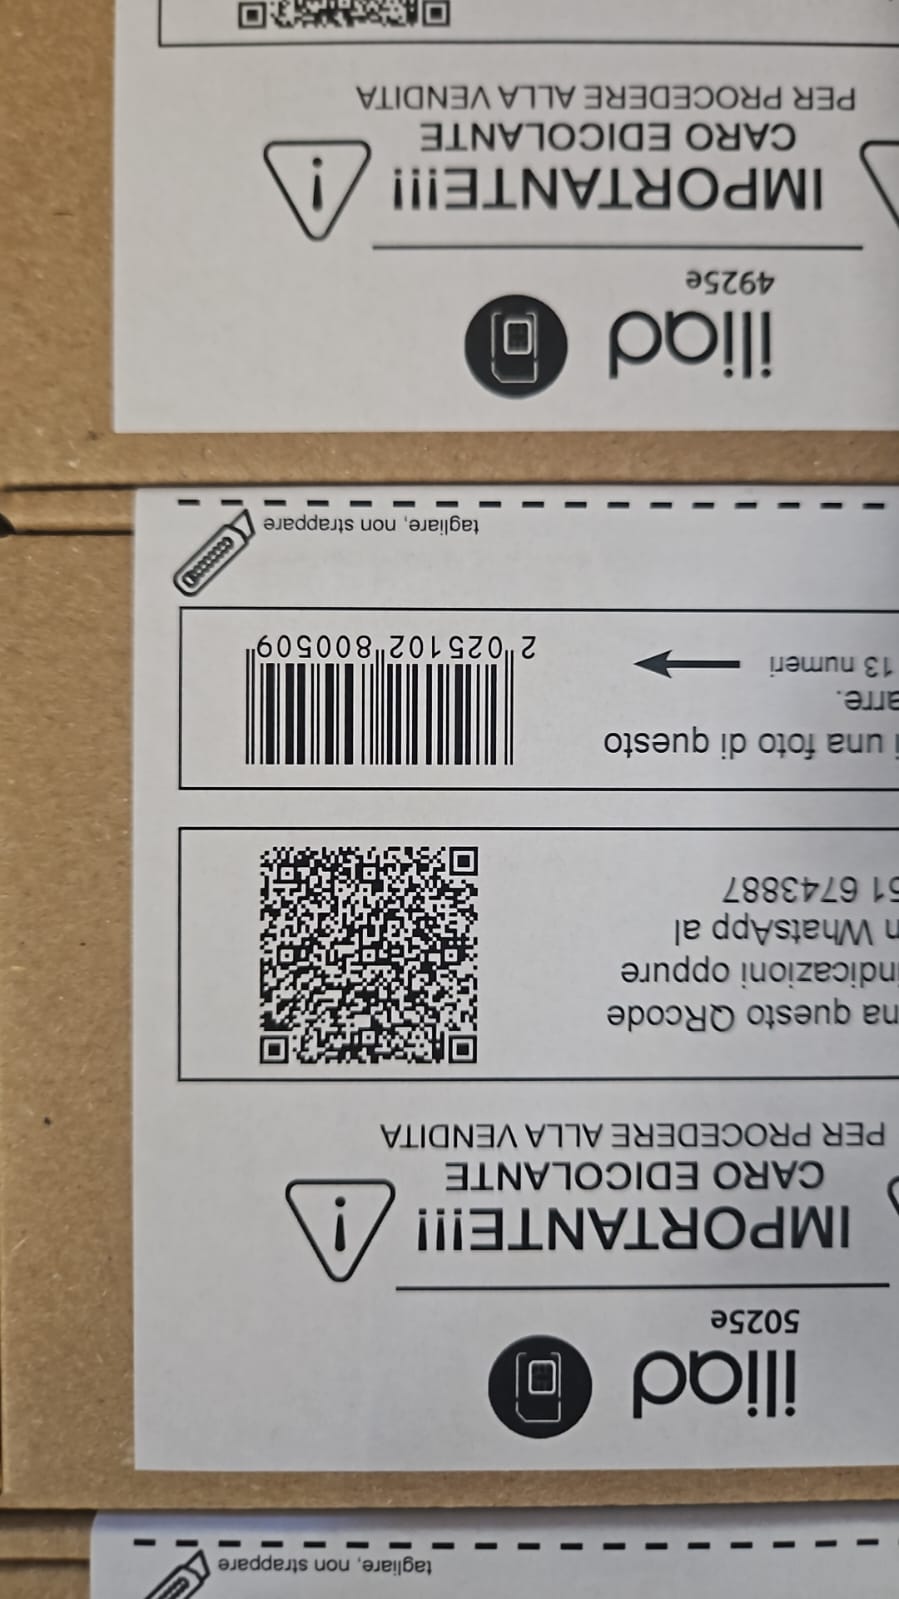 tagliare, non strappare
iliad
5025e
IMPORTANTE!!!
CARO EDICOLANTE
PER PROCEDERE ALLA VENDITA
na questo QRcode
ndicazioni oppure
n WhatsApp al
51 6743887
i una foto di questo
arre.
13 numeri
2 025102 800509
tagliare, non strappare
iliad
4925e
IMPORTANTE!!!
CARO EDICOLANTE
PER PROCEDERE ALLA VENDITA